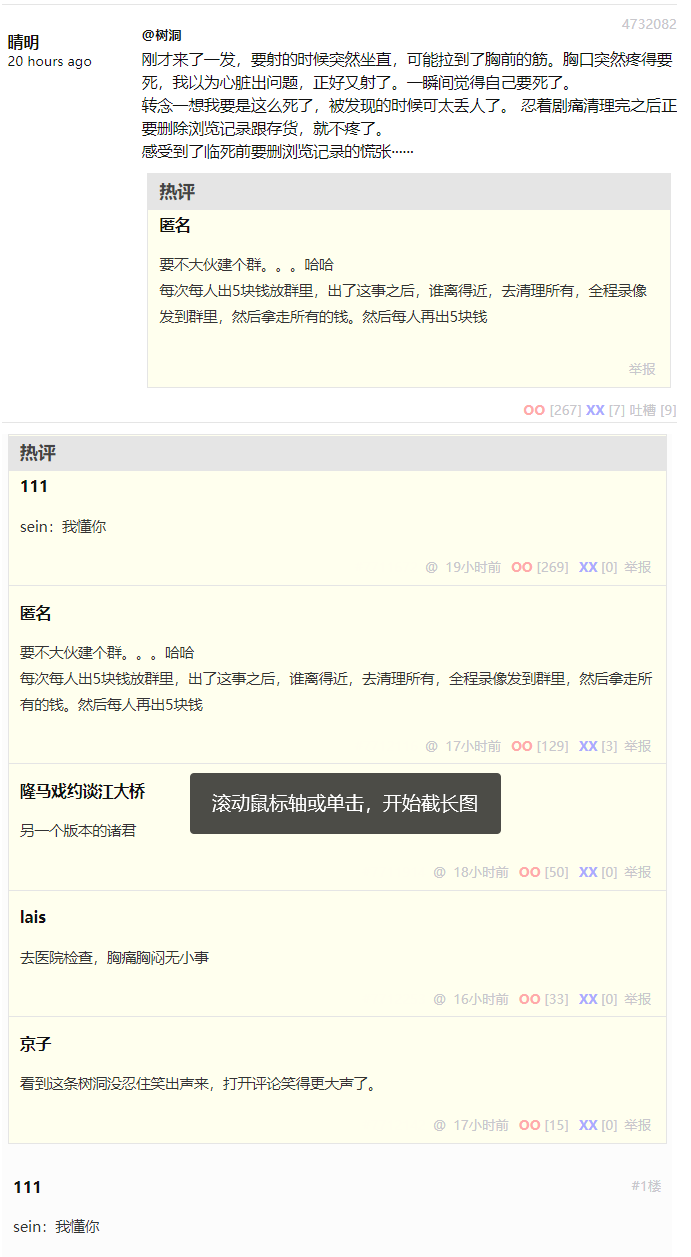 4732082
晴明
20 hours ago
@树洞
刚才来了一发，要射的时候突然坐直，可能拉到了胸前的筋。胸口突然疼得要
死，我以为心脏出问题，正好又射了。一瞬间觉得自己要死了。
转念一想我要是这么死了，被发现的时候可太丢人了。 忍着剧痛清理完之后正
要删除浏览记录跟存货，就不疼了。
感受到了临死前要删浏览记录的慌张······
热评
匿名
要不大伙建个群。。。哈哈
每次每人出5块钱放群里，出了这事之后，谁离得近，去清理所有，全程录像
发到群里，然后拿走所有的钱。然后每人再出5块钱
举报
OO [267] XX [7] 吐槽 [9]
热评
111
sein：我懂你
@ 19小时前 OO [269] XX [0] 举报
匿名
要不大伙建个群。。。哈哈
每次每人出5块钱放群里，出了这事之后，谁离得近，去清理所有，全程录像发到群里，然后拿走所
有的钱。然后每人再出5块钱
@ 17小时前 OO [129] XX [3] 举报
隆马戏约谈江大桥
滚动鼠标轴或单击，开始截长图
另一个版本的诸君
@ 18小时前 OO [50] XX [0] 举报
lais
去医院检查，胸痛胸闷无小事
@ 16小时前 OO [33] XX [0] 举报
京子
看到这条树洞没忍住笑出声来，打开评论笑得更大声了。
@ 17小时前 OO [15] XX [0] 举报
111
#1楼
sein：我懂你